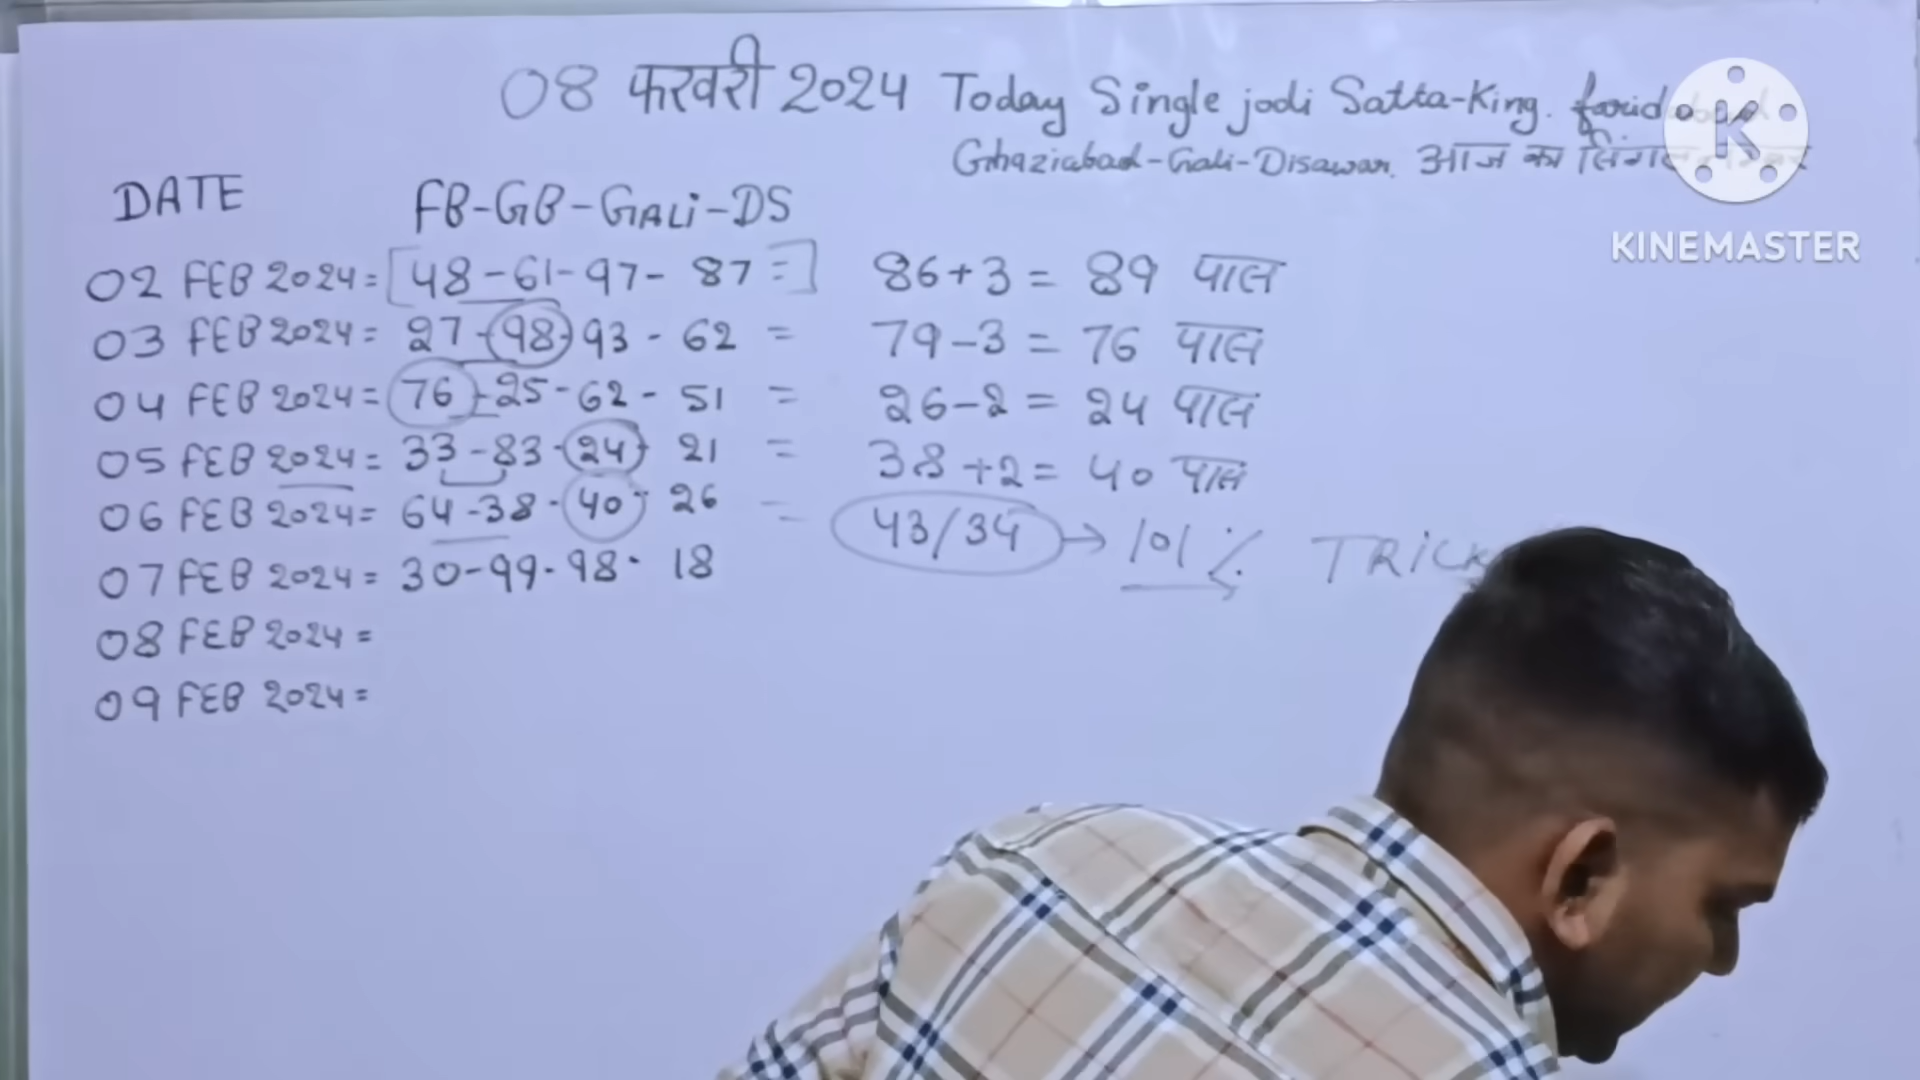 08 फरवरी 2024 Today Single jodi Satta-King.
Ghaziabad-Gali-Disawar. आज का
KINEMASTER
DATE FB-GB-GALi-DS
02 FEB 2024 = [48-61-97- 87 =] 86+3 = 89 पास
03 FEB 2024 = 27-98-93 - 62 = 79-3 = 76 पास
04 FEB 2024 = 76-25-62 - 51 = 26-2 = 24 पास
05 FEB 2024 = 33-83-24- 21 = 38+2 = 40 पास
06 FEB 2024 = 64-38-40- 26 = 43/34 → 101% TRICK
07 FEB 2024 = 30-99-98- 18
08 FEB 2024 =
09 FEB 2024 =